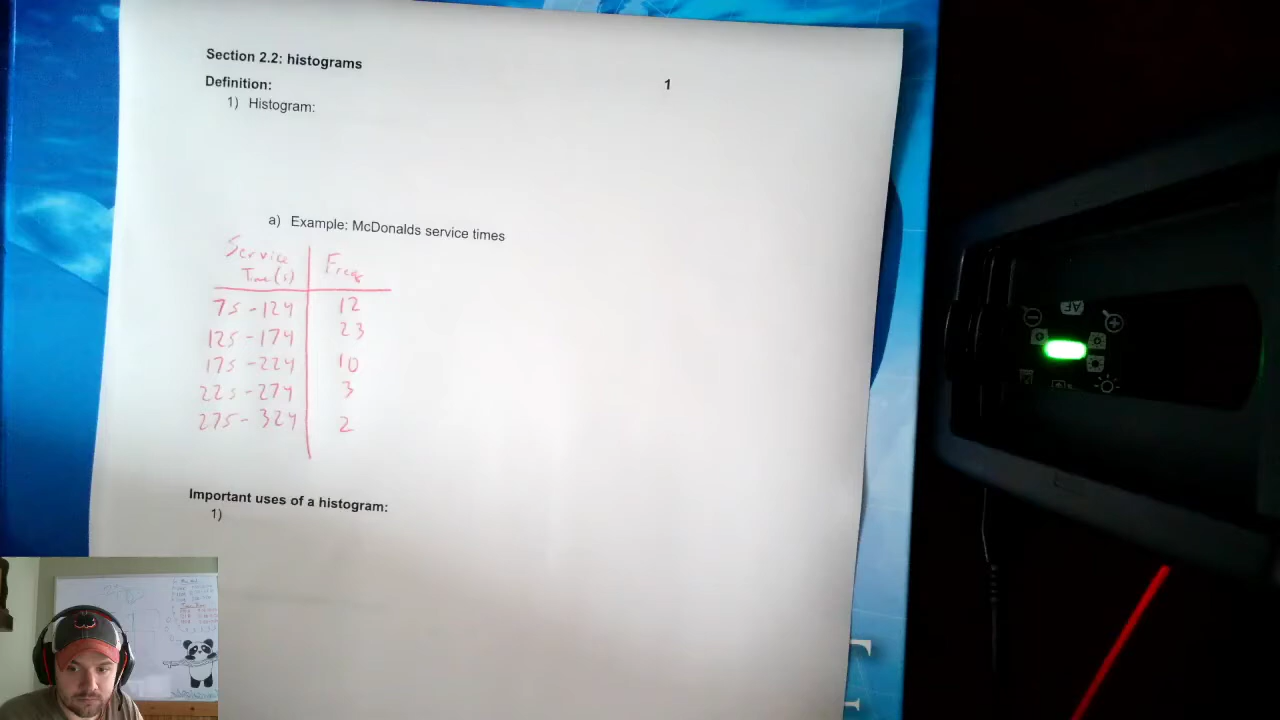 Section 2.2: histograms
1
Definition:
1) Histogram:
a) Example: McDonalds service times
Service Time(s) Freq
75-124 12
125-174 23
175-224 10
225-274 3
275-324 2
Important uses of a histogram:
1)
AF